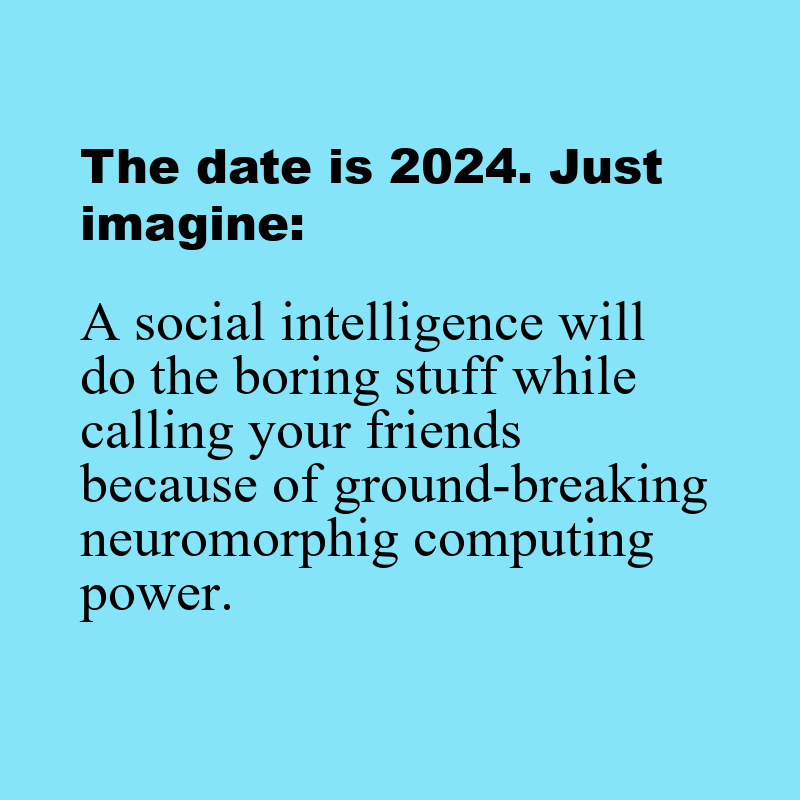 The date is 2024. Just
imagine:
A social intelligence will
do the boring stuff while
calling your friends
because of ground-breaking
neuromorphig computing
power.